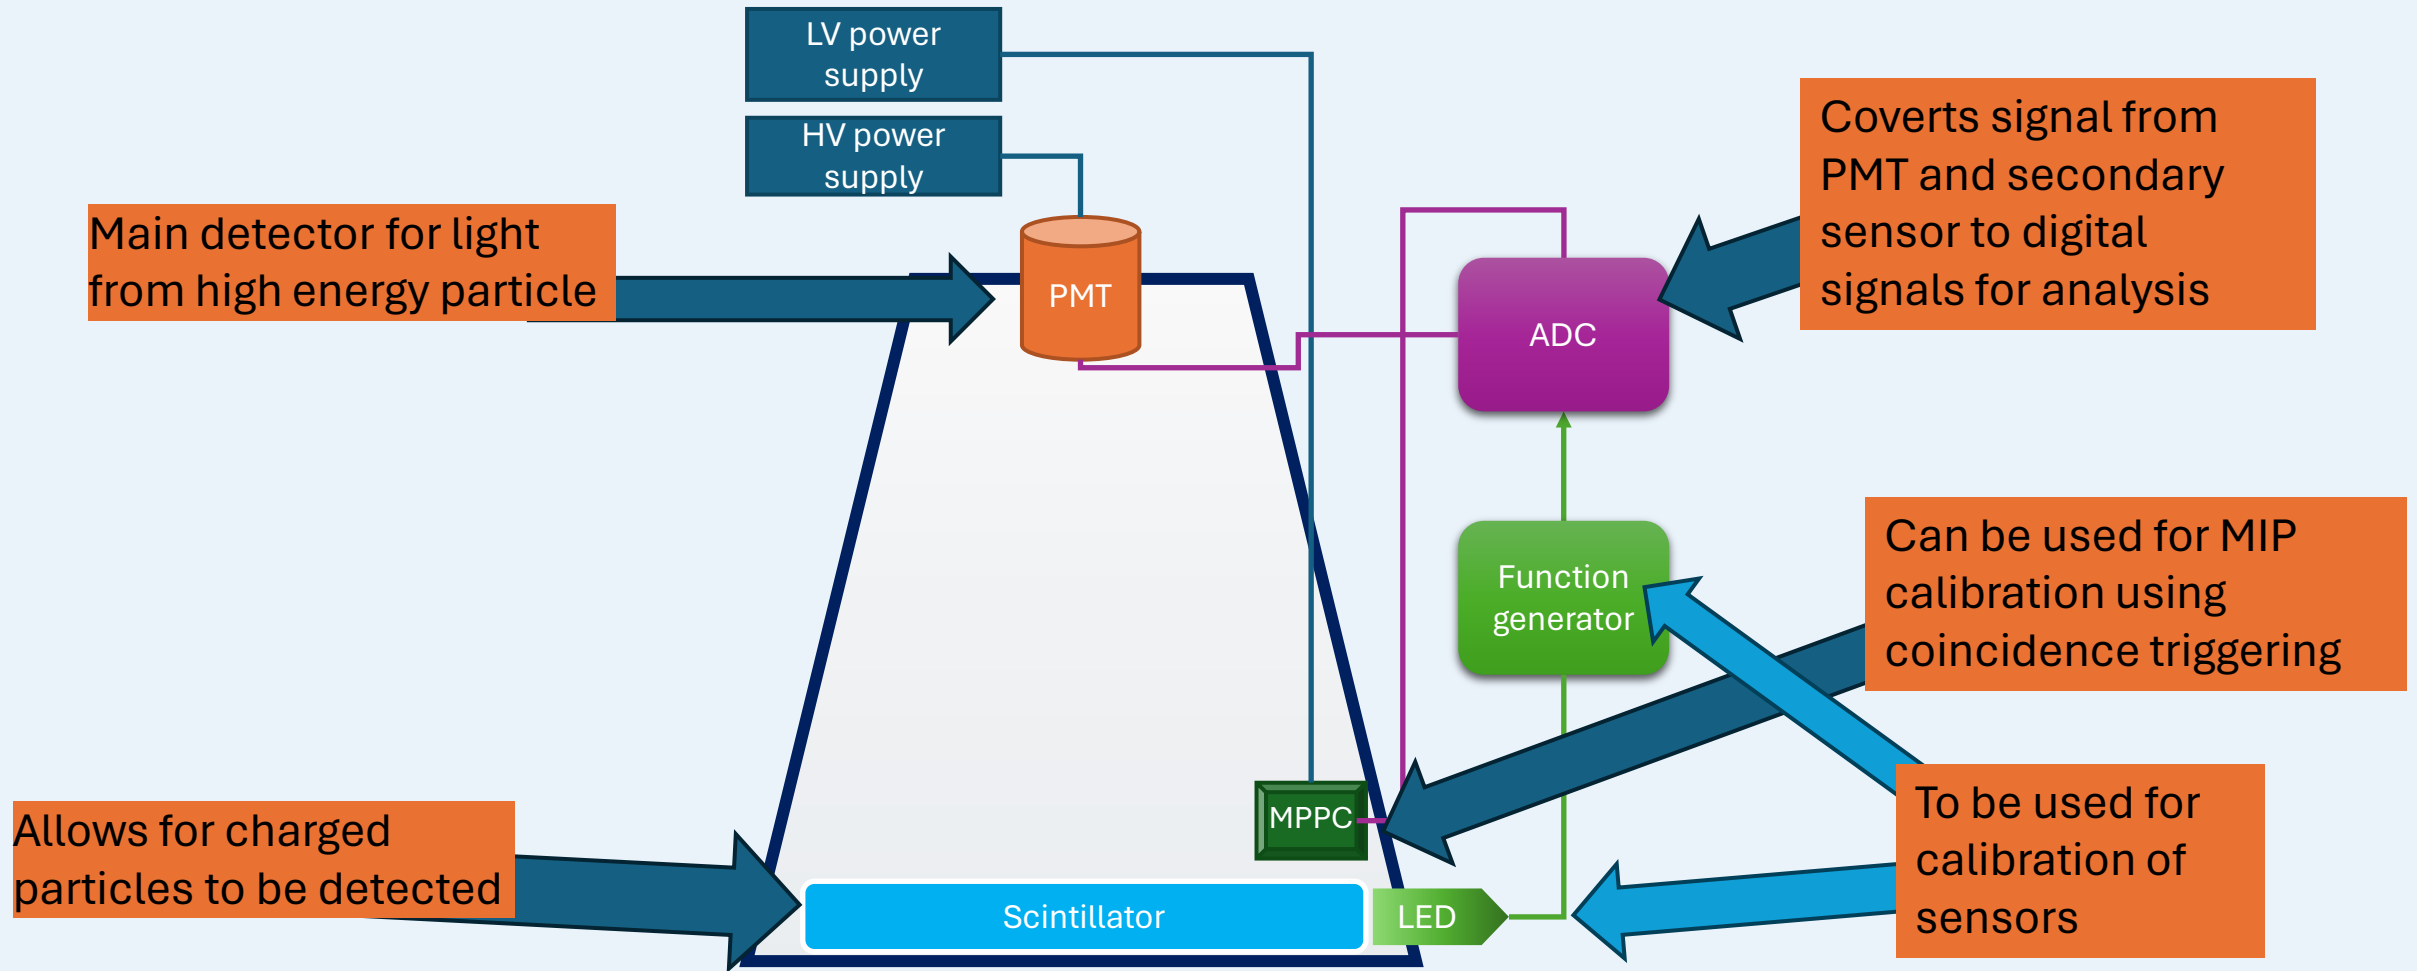 LV power
supply
HV power
supply
Main detector for light
from high energy particle
PMT
ADC
Coverts signal from
PMT and secondary
sensor to digital
signals for analysis
Function
generator
Can be used for MIP
calibration using
coincidence triggering
MPPC
Allows for charged
particles to be detected
Scintillator
LED
To be used for
calibration of
sensors